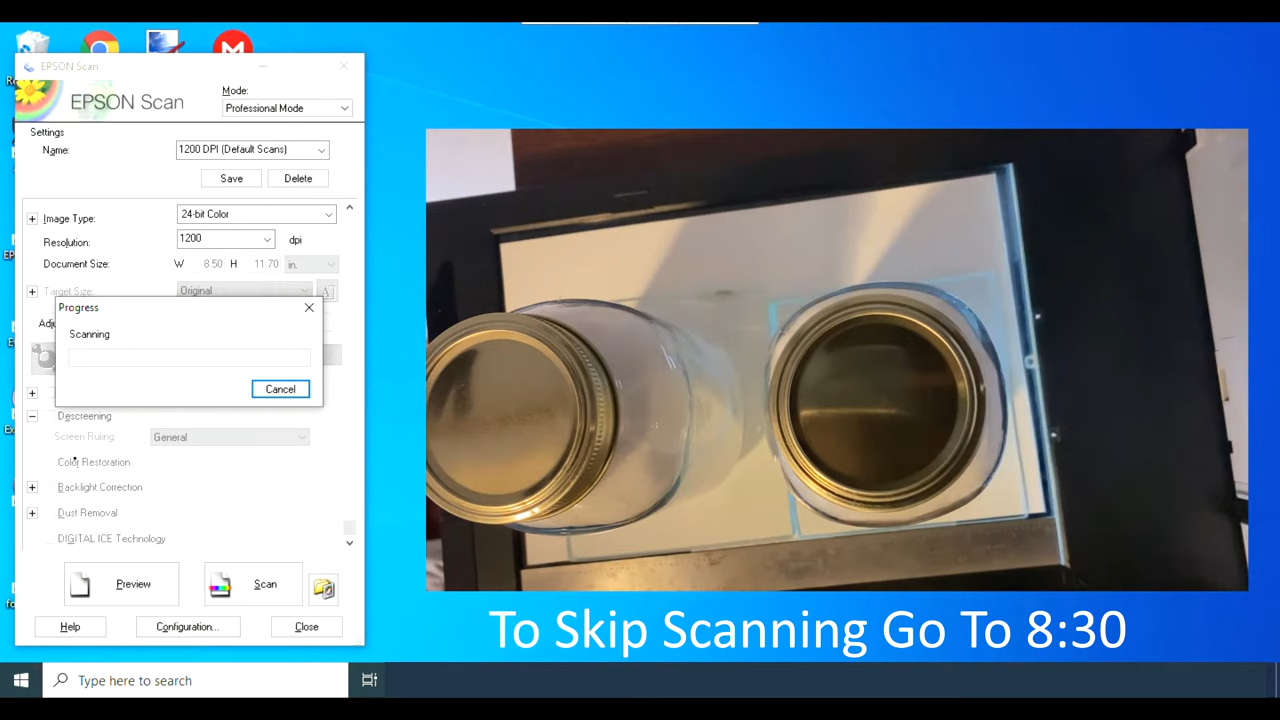 EPSON Scan
EPSON Scan
Mode:
Professional Mode
Settings
Name:
1200 DPI (Default Scans)
Save
Delete
Image Type:
24-bit Color
Resolution:
1200
dpi
Document Size:
W
8.50
H
11.70
in.
Target Size:
Original
Progress
Scanning
Cancel
Descreening
Screen Ruling
General
Color Restoration
Backlight Correction
Dust Removal
DIGITAL ICE Technology
Preview
Scan
Help
Configuration...
Close
To Skip Scanning Go To 8:30
Type here to search